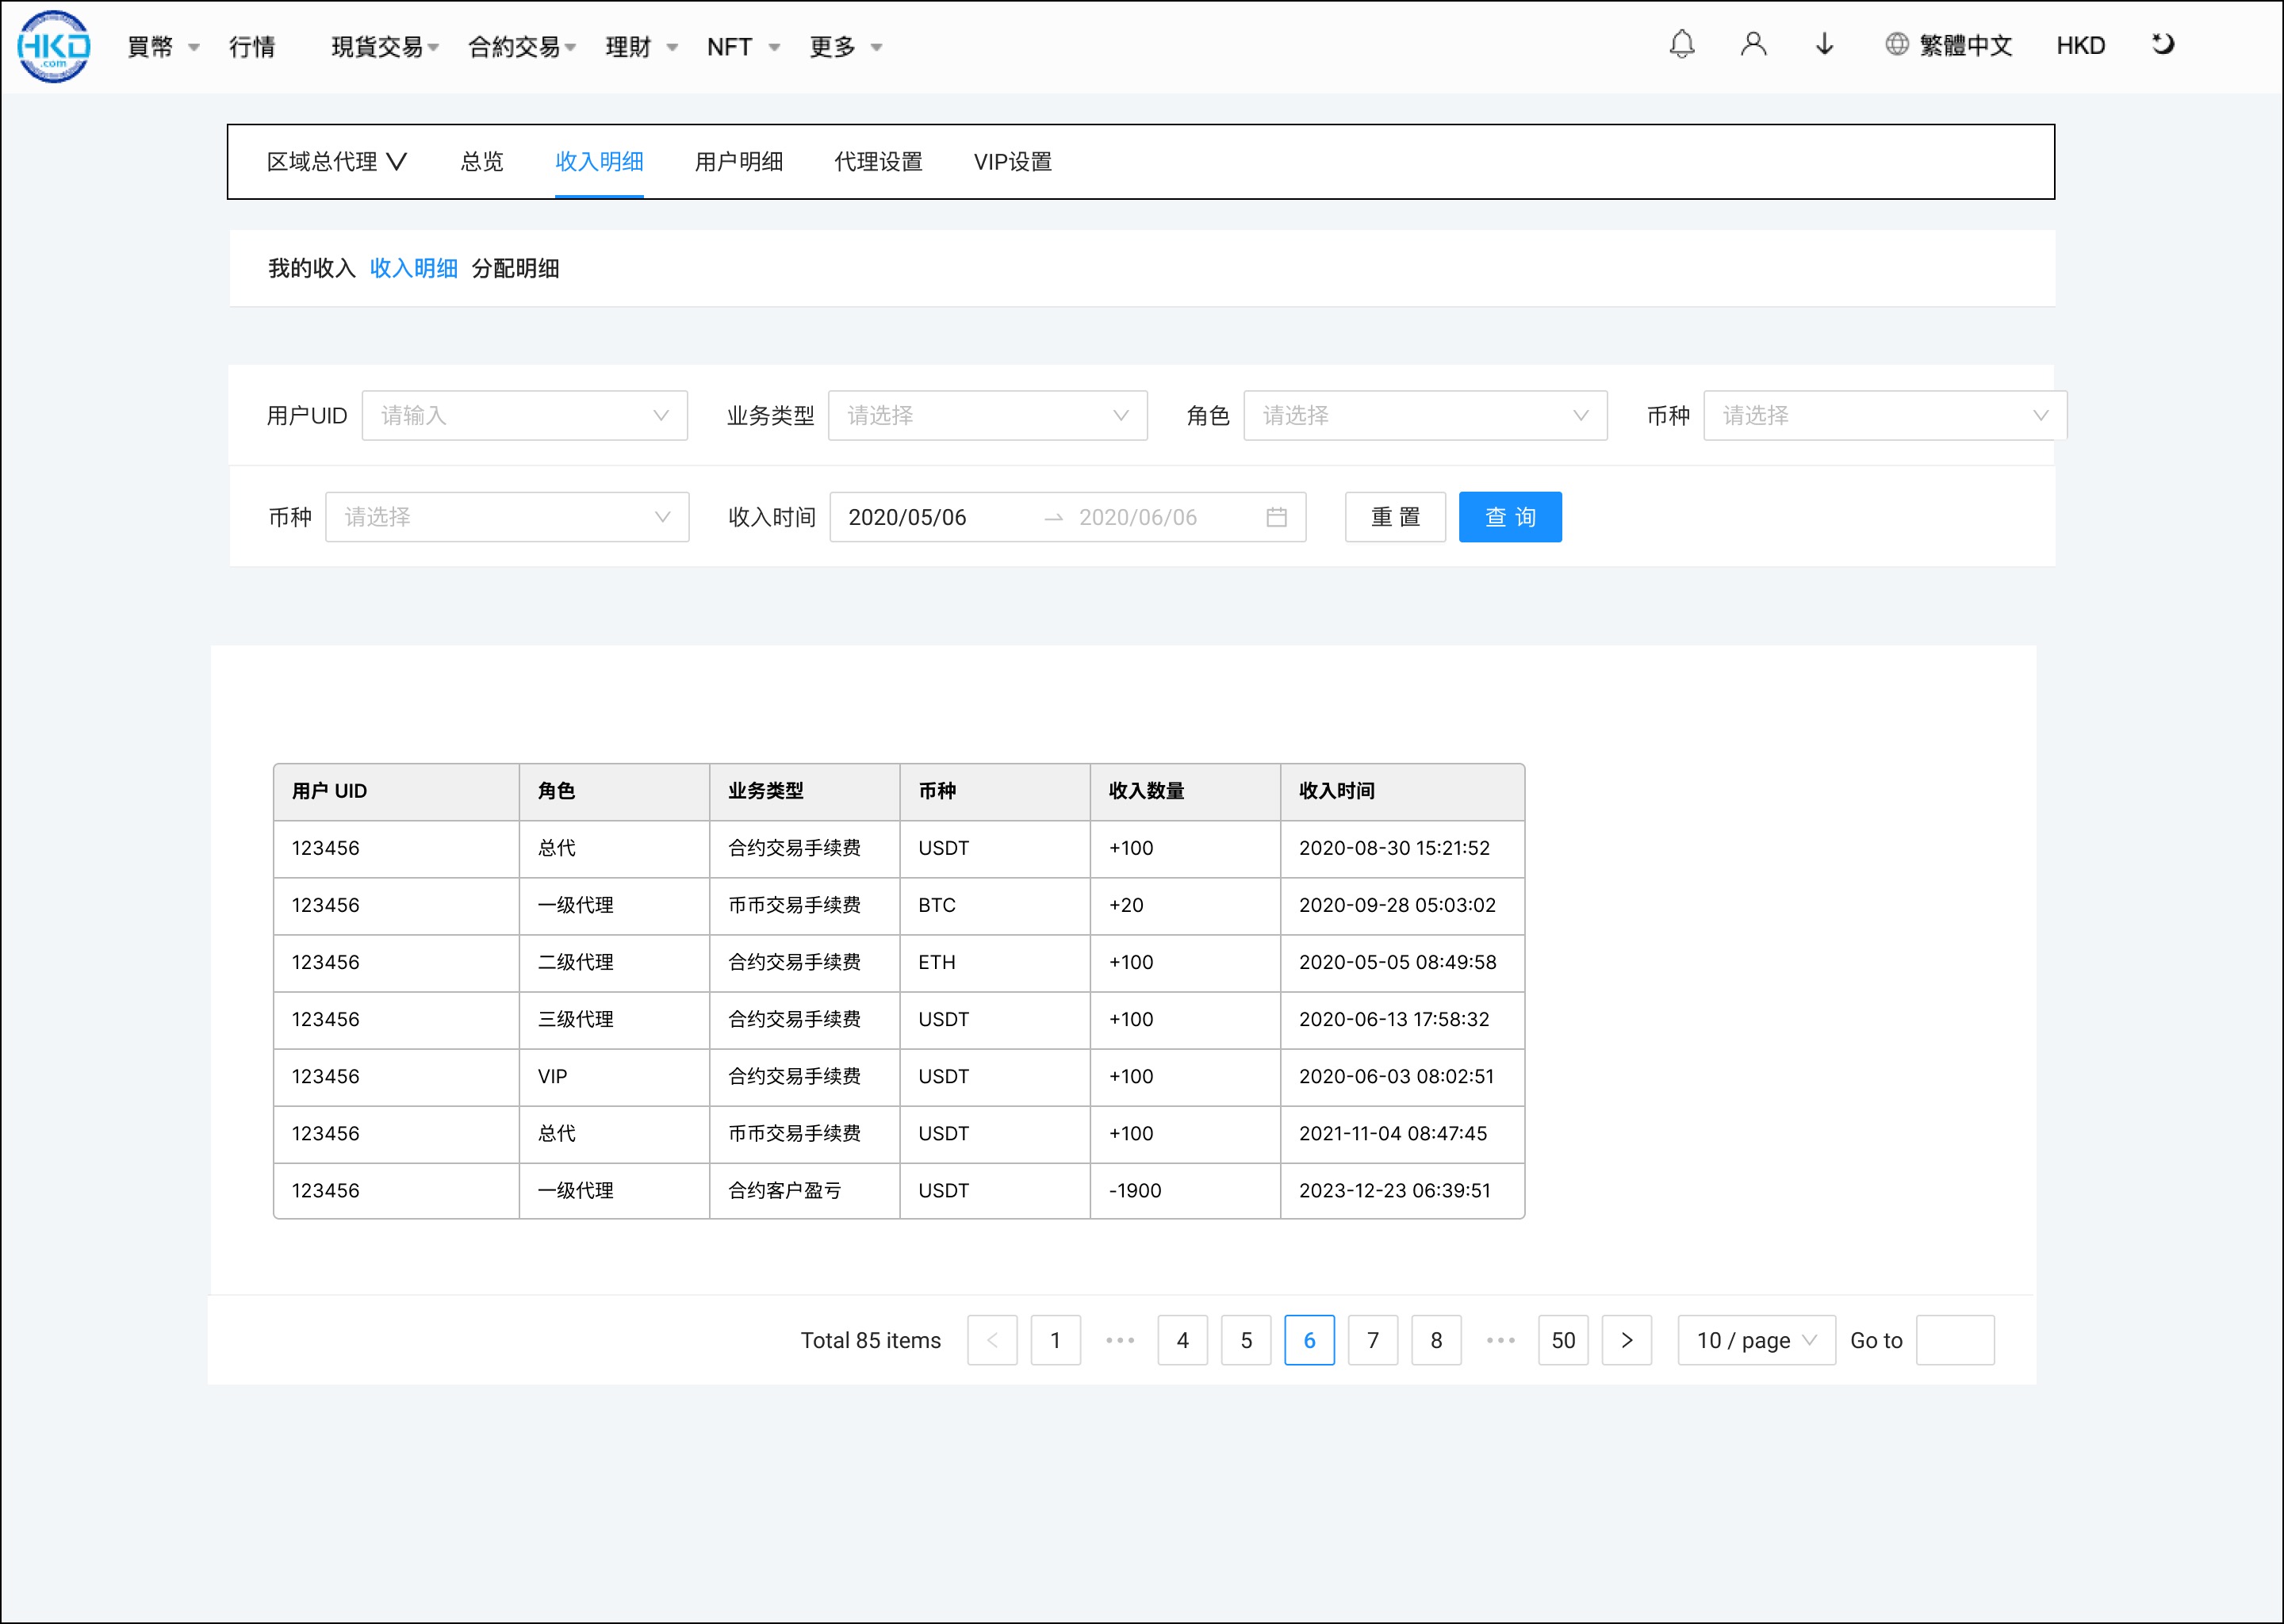 HKD
.com
買幣 行情 現貨交易 合約交易 理財 NFT 更多 繁體中文 HKD
区域总代理 总览 收入明细 用户明细 代理设置 VIP设置
我的收入 收入明细 分配明细
用户UID 请输入 业务类型 请选择 角色 请选择 币种 请选择
币种 请选择 收入时间 2020/05/06 2020/06/06 重 置 查 询
用户 UID 角色 业务类型 币种 收入数量 收入时间
123456 总代 合约交易手续费 USDT +100 2020-08-30 15:21:52
123456 一级代理 币币交易手续费 BTC +20 2020-09-28 05:03:02
123456 二级代理 合约交易手续费 ETH +100 2020-05-05 08:49:58
123456 三级代理 合约交易手续费 USDT +100 2020-06-13 17:58:32
123456 VIP 合约交易手续费 USDT +100 2020-06-03 08:02:51
123456 总代 币币交易手续费 USDT +100 2021-11-04 08:47:45
123456 一级代理 合约客户盈亏 USDT -1900 2023-12-23 06:39:51
Total 85 items < 1 ••• 4 5 6 7 8 ••• 50 > 10 / page Go to